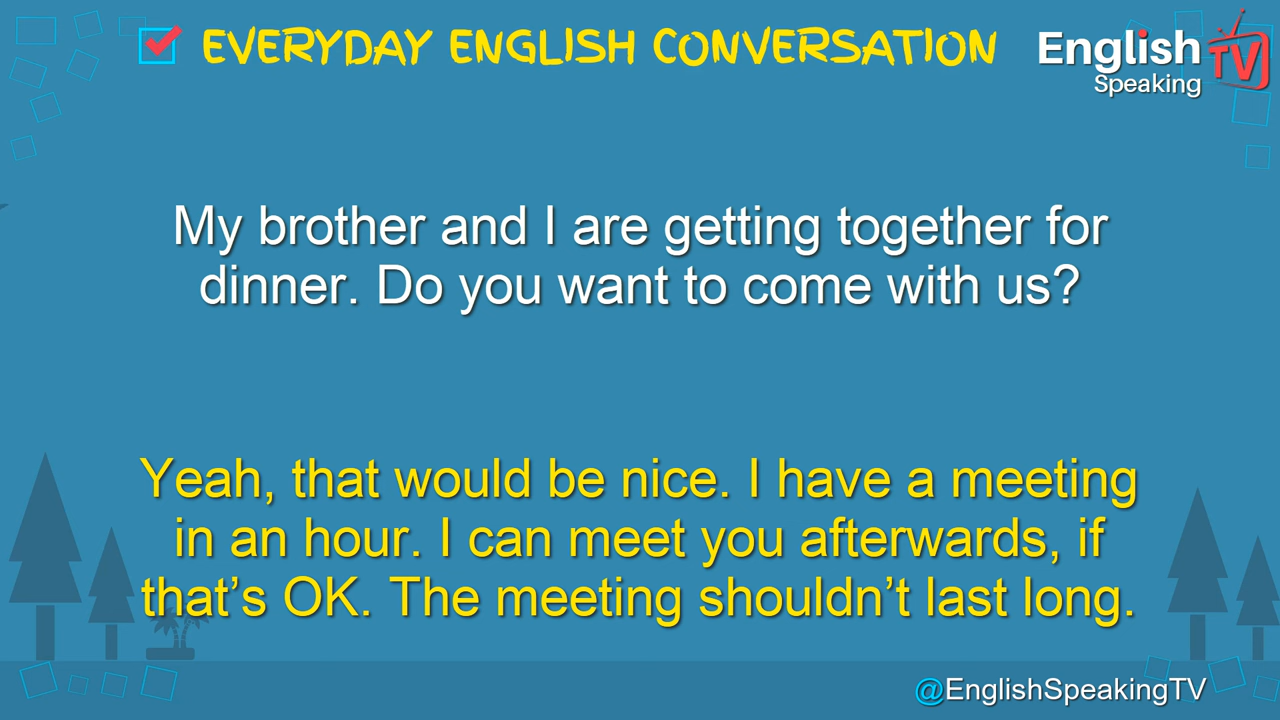 EVERYDAY ENGLISH CONVERSATION
English
Speaking
TV
My brother and I are getting together for
dinner. Do you want to come with us?
Yeah, that would be nice. I have a meeting
in an hour. I can meet you afterwards, if
that’s OK. The meeting shouldn’t last long.
@EnglishSpeakingTV